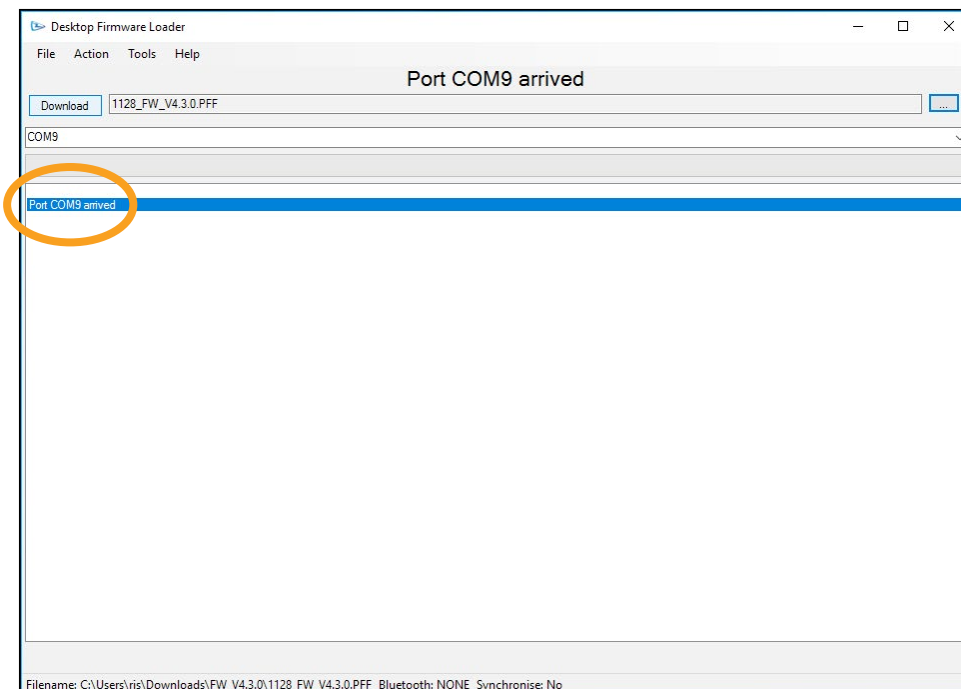 Desktop Firmware Loader
File Action Tools Help
Port COM9 arrived
Download 1128_FW_V4.3.0.PFF ...
COM9
Port COM9 arrived
Filename: C:\Users\rjs\Downloads\FW_V4.3.0\1128_FW_V4.3.0.PFF Bluetooth: NONE Synchronise: No